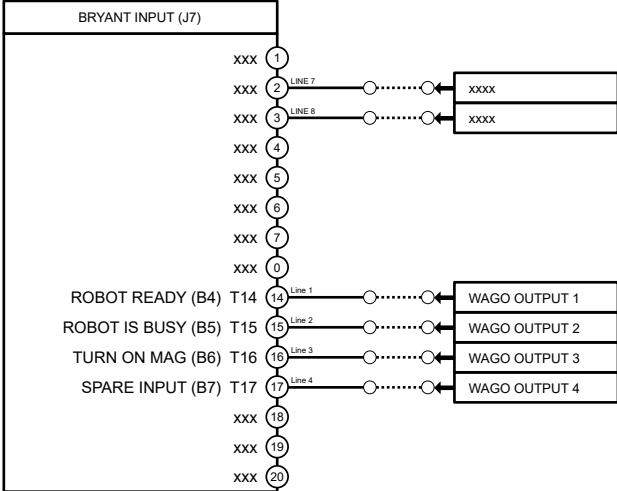 BRYANT INPUT (J7)
xxx 1
xxx 2 LINE 7 xxxx
xxx 3 LINE 8 xxxx
xxx 4
xxx 5
xxx 6
xxx 7
xxx 0
ROBOT READY (B4) T14 14 Line 1 WAGO OUTPUT 1
ROBOT IS BUSY (B5) T15 15 Line 2 WAGO OUTPUT 2
TURN ON MAG (B6) T16 16 Line 3 WAGO OUTPUT 3
SPARE INPUT (B7) T17 17 Line 4 WAGO OUTPUT 4
xxx 18
xxx 19
xxx 20